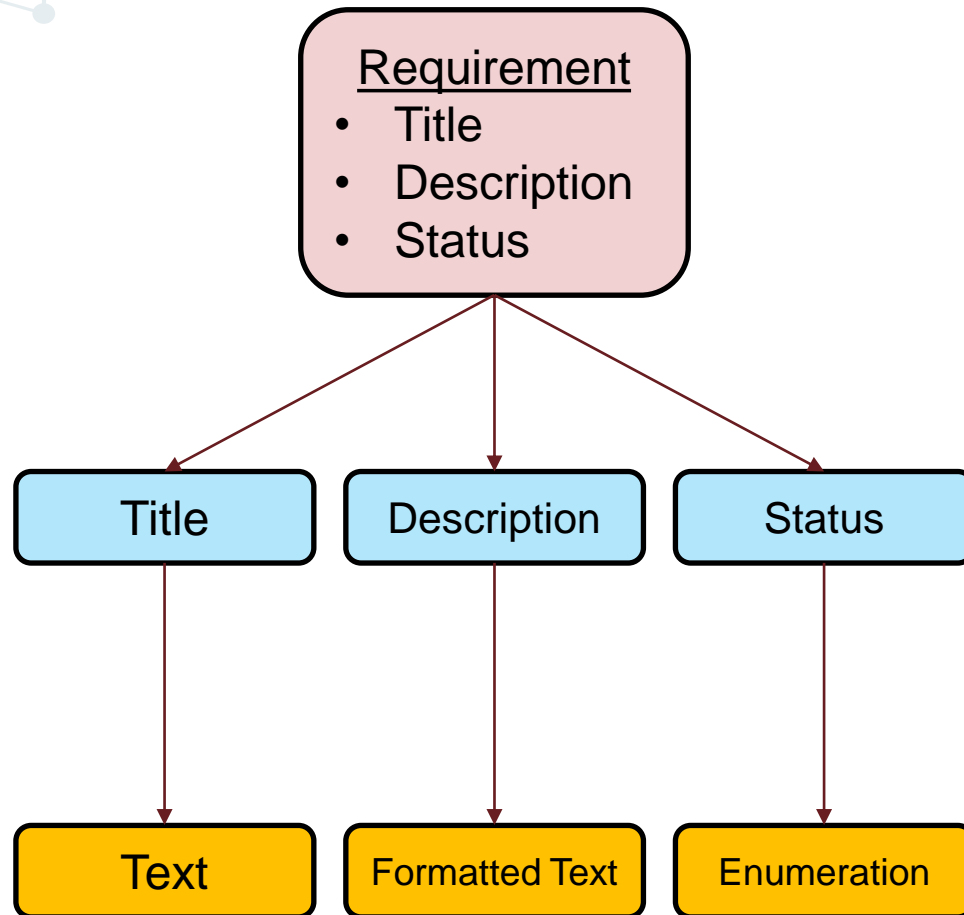 Requirement
• Title
• Description
• Status
Title
Description
Status
Text
Formatted Text
Enumeration